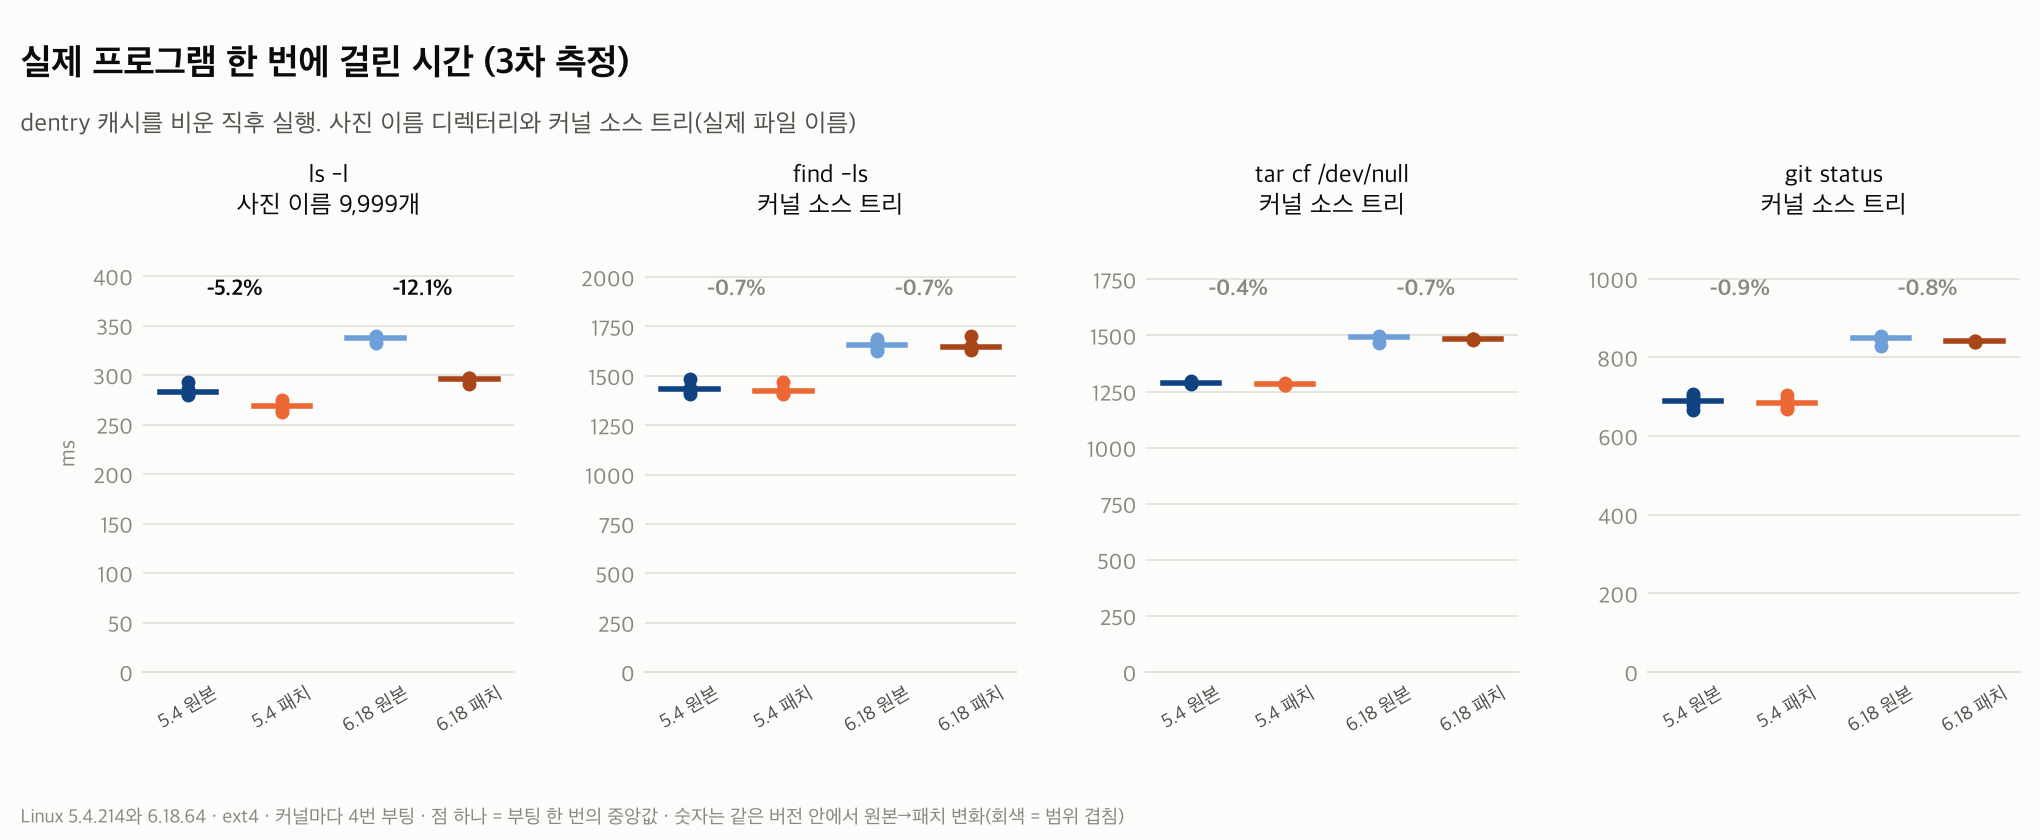 실제 프로그램 한 번에 걸린 시간 (3차 측정)
dentry 캐시를 비운 직후 실행. 사진 이름 디렉터리와 커널 소스 트리(실제 파일 이름)
ls -l
사진 이름 9,999개
-5.2%
-12.1%
400
350
300
250
200
150
100
50
0
ms
5.4 원본
5.4 패치
6.18 원본
6.18 패치
find -ls
커널 소스 트리
-0.7%
-0.7%
2000
1750
1500
1250
1000
750
500
250
0
5.4 원본
5.4 패치
6.18 원본
6.18 패치
tar cf /dev/null
커널 소스 트리
-0.4%
-0.7%
1750
1500
1250
1000
750
500
250
0
5.4 원본
5.4 패치
6.18 원본
6.18 패치
git status
커널 소스 트리
-0.9%
-0.8%
1000
800
600
400
200
0
5.4 원본
5.4 패치
6.18 원본
6.18 패치
Linux 5.4.214와 6.18.64 · ext4 · 커널마다 4번 부팅 · 점 하나 = 부팅 한 번의 중앙값 · 숫자는 같은 버전 안에서 원본→패치 변화(회색 = 범위 겹침)